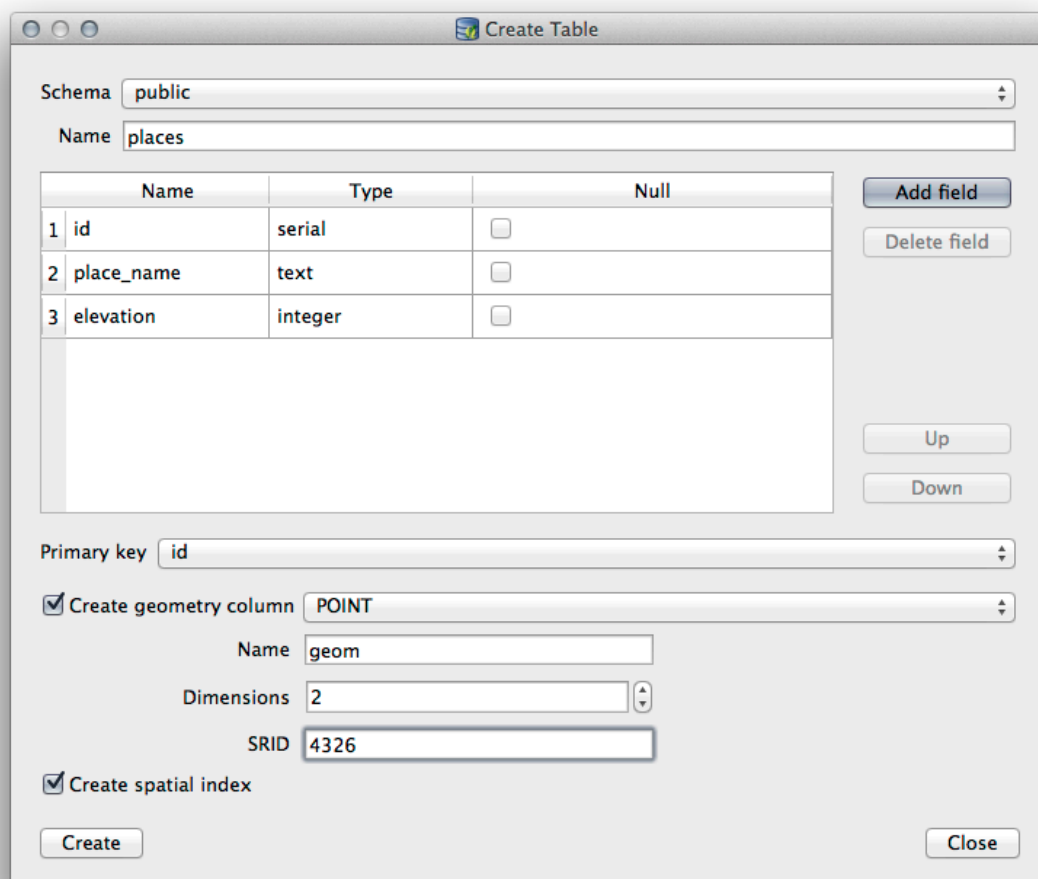 Create Table
Schema public
Name places
Name Type Null
1 id serial
2 place_name text
3 elevation integer
Add field
Delete field
Up
Down
Primary key id
Create geometry column POINT
Name geom
Dimensions 2
SRID 4326
Create spatial index
Create Close